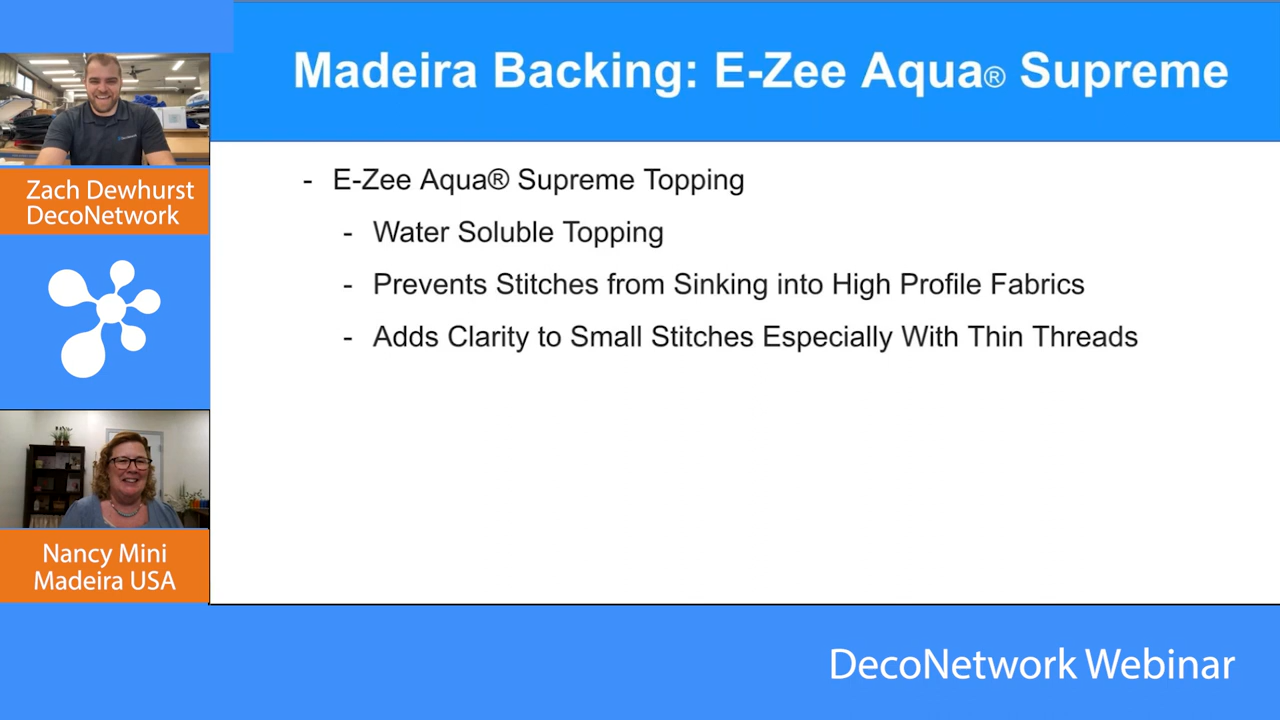 Madeira Backing: E-Zee Aqua® Supreme
Zach Dewhurst
DecoNetwork
- E-Zee Aqua® Supreme Topping
- Water Soluble Topping
- Prevents Stitches from Sinking into High Profile Fabrics
- Adds Clarity to Small Stitches Especially With Thin Threads
Nancy Mini
Madeira USA
DecoNetwork Webinar